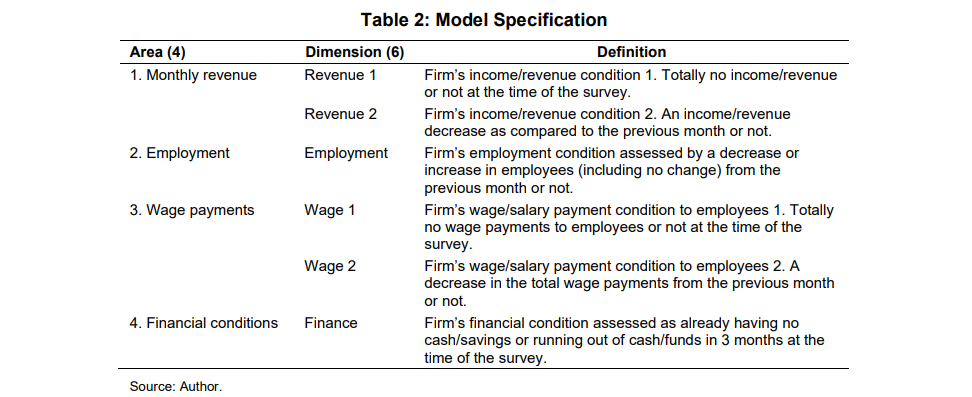 Table 2: Model Specification
Area (4) Dimension (6) Definition
1. Monthly revenue Revenue 1 Firm’s income/revenue condition 1. Totally no income/revenue
or not at the time of the survey.
Revenue 2 Firm’s income/revenue condition 2. An income/revenue
decrease as compared to the previous month or not.
2. Employment Employment Firm’s employment condition assessed by a decrease or
increase in employees (including no change) from the
previous month or not.
3. Wage payments Wage 1 Firm’s wage/salary payment condition to employees 1. Totally
no wage payments to employees or not at the time of the
survey.
Wage 2 Firm’s wage/salary payment condition to employees 2. A
decrease in the total wage payments from the previous month
or not.
4. Financial conditions Finance Firm’s financial condition assessed as already having no
cash/savings or running out of cash/funds in 3 months at the
time of the survey.
Source: Author.